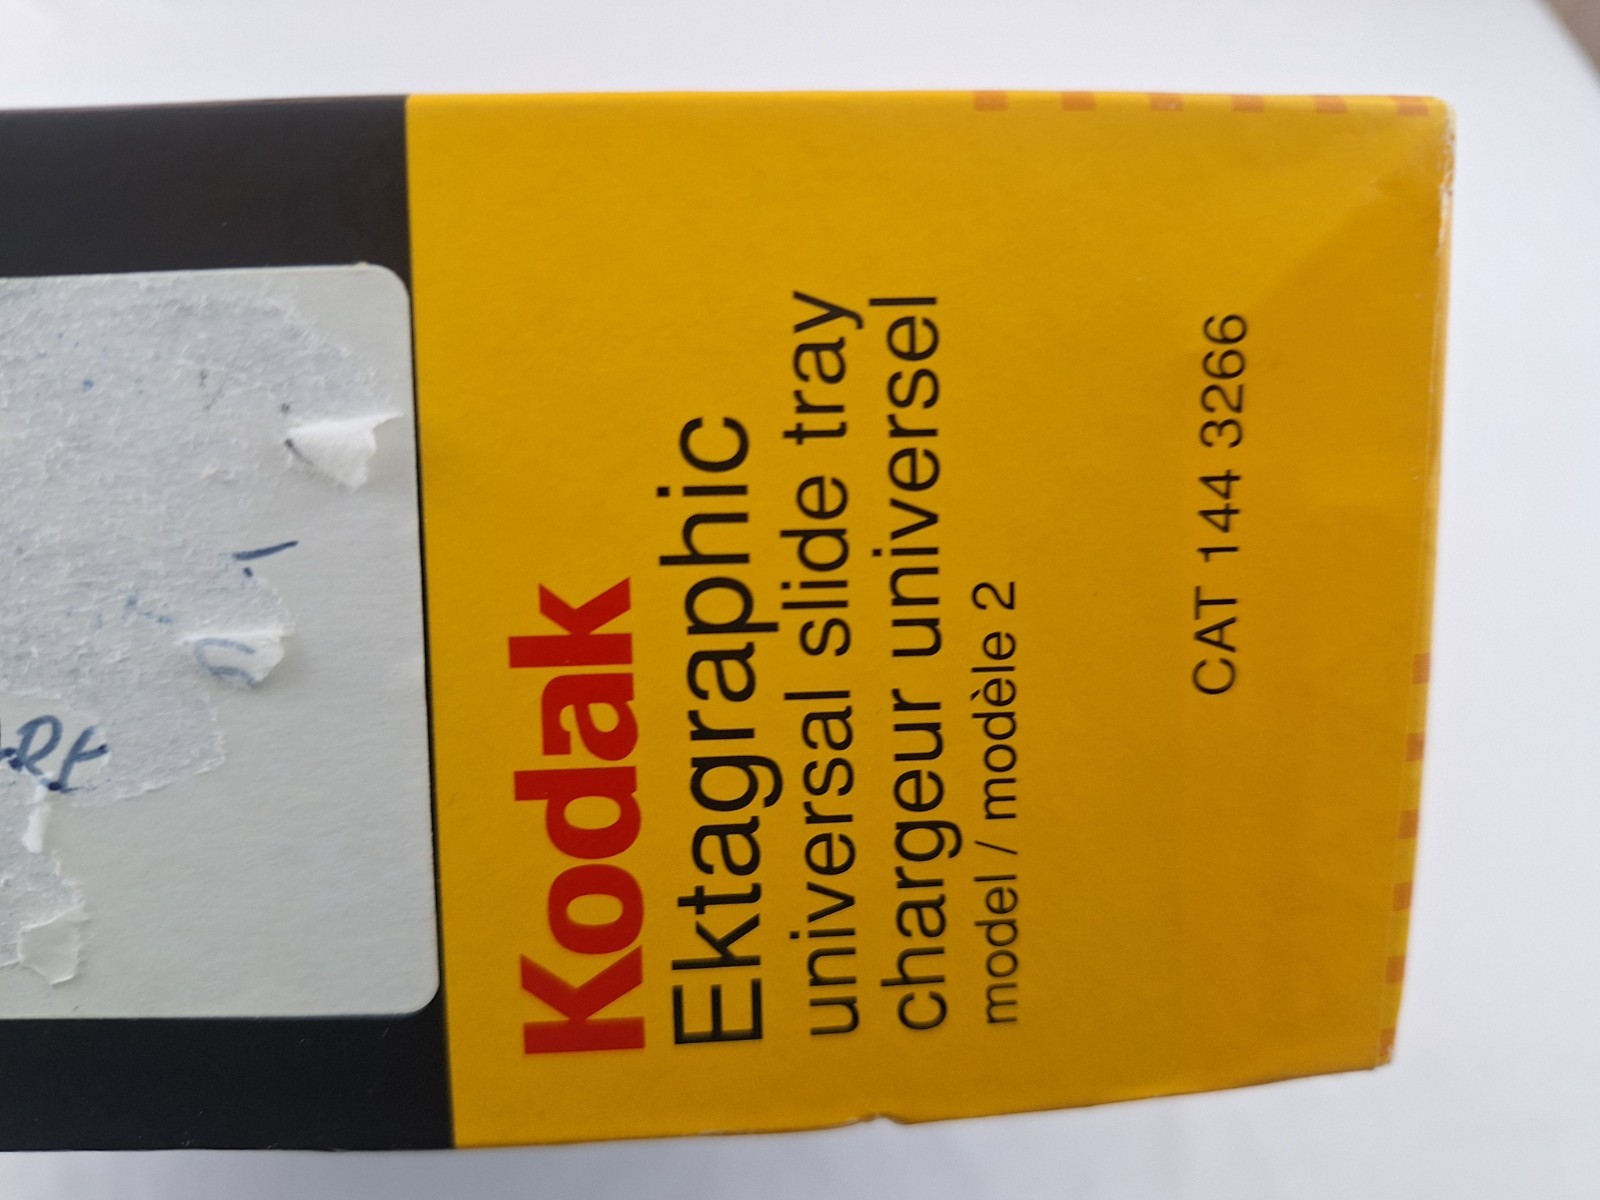 Kodak
Ektagraphic
universal slide tray
chargeur universel
model / modèle 2
CAT 144 3266